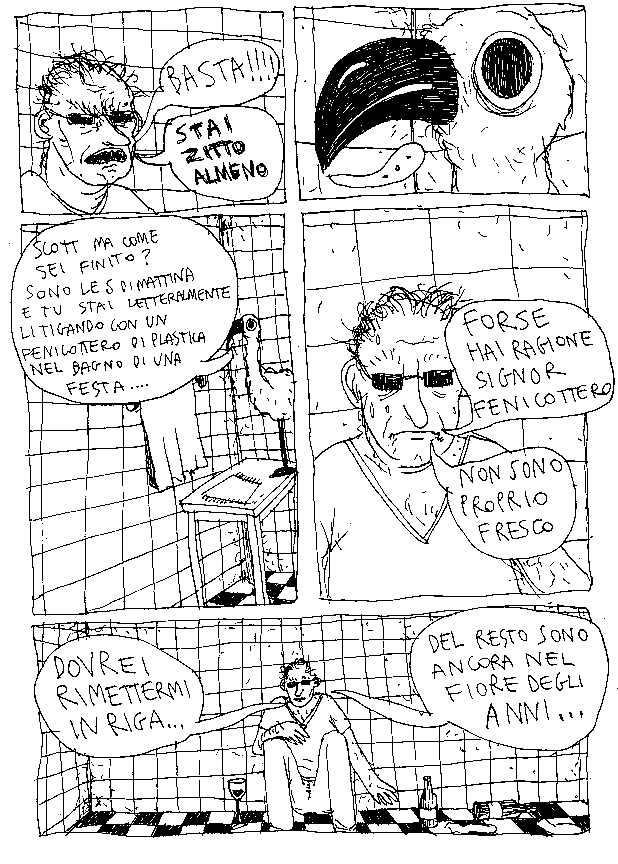 BASTA!!!!
STAI
ZITTO
ALMENO
SCOTT MA COME
SEI FINITO?
SONO LE 5 DI MATTINA
E TU STAI LETTERALMENTE
LITIGANDO CON UN
FENICOTTERO DI PLASTICA
NEL BAGNO DI UNA
FESTA....
FORSE
HAI RAGIONE
SIGNOR
FENICOTTERO
NON SONO
PROPRIO
FRESCO
DOVREI
RIMETTERMI
IN RIGA...
DEL RESTO SONO
ANCORA NEL
FIORE DEGLI
ANNI...